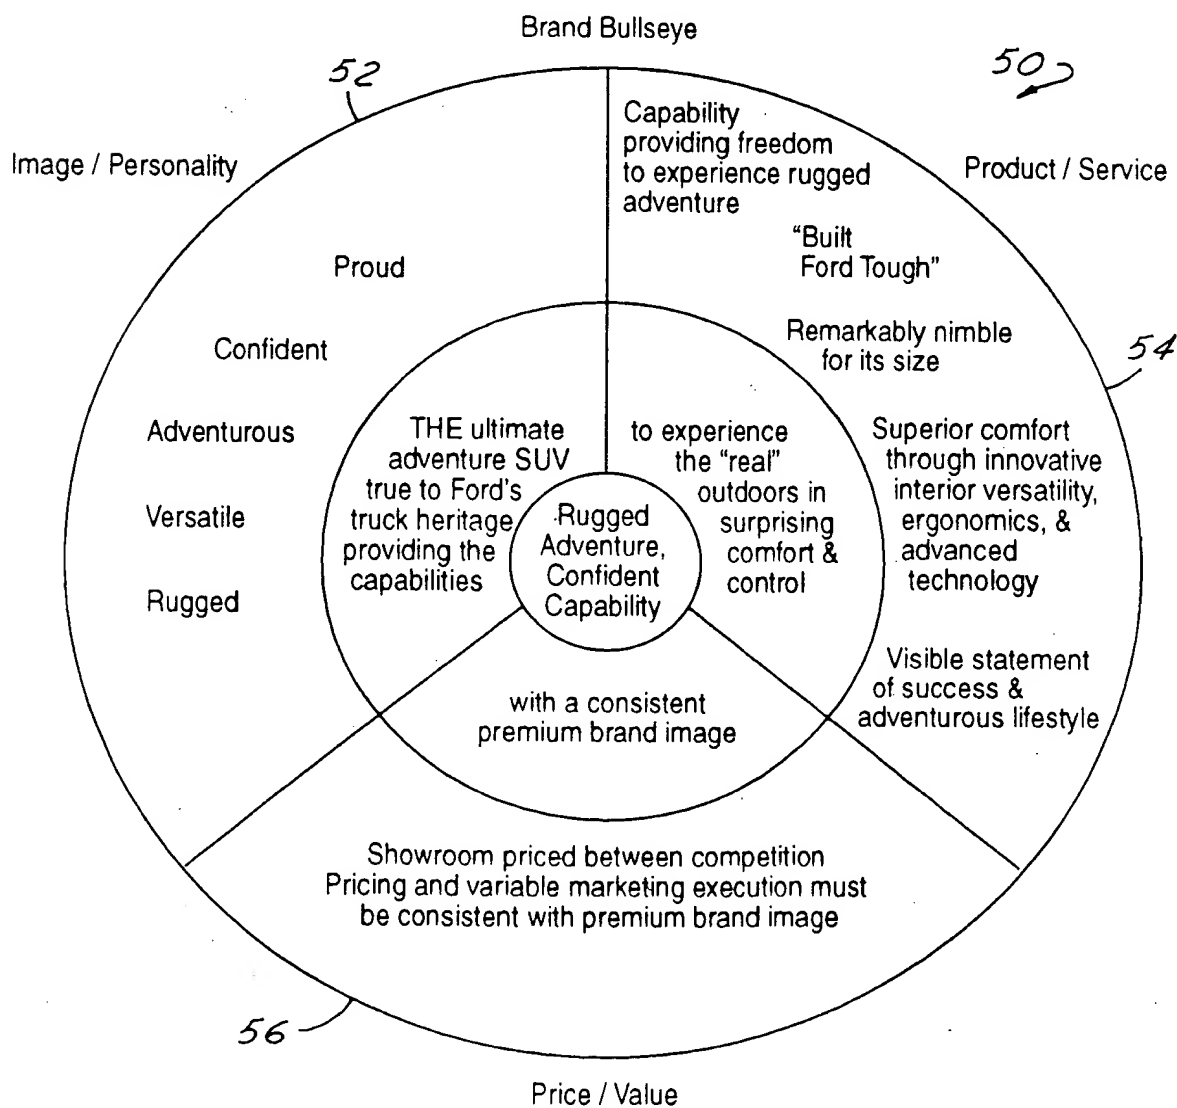 Brand Bullseye
52
50
Image / Personality
Product / Service
Capability
providing freedom
to experience rugged
adventure
“Built
Ford Tough”
Remarkably nimble
for its size
54
Superior comfort
through innovative
interior versatility,
ergonomics, &
advanced
technology
Visible statement
of success &
adventurous lifestyle
Proud
Confident
Adventurous
Versatile
Rugged
THE ultimate
adventure SUV
true to Ford's
truck heritage
providing the
capabilities
to experience
the “real”
outdoors in
surprising
comfort &
control
Rugged
Adventure,
Confident
Capability
with a consistent
premium brand image
Showroom priced between competition
Pricing and variable marketing execution must
be consistent with premium brand image
56
Price / Value